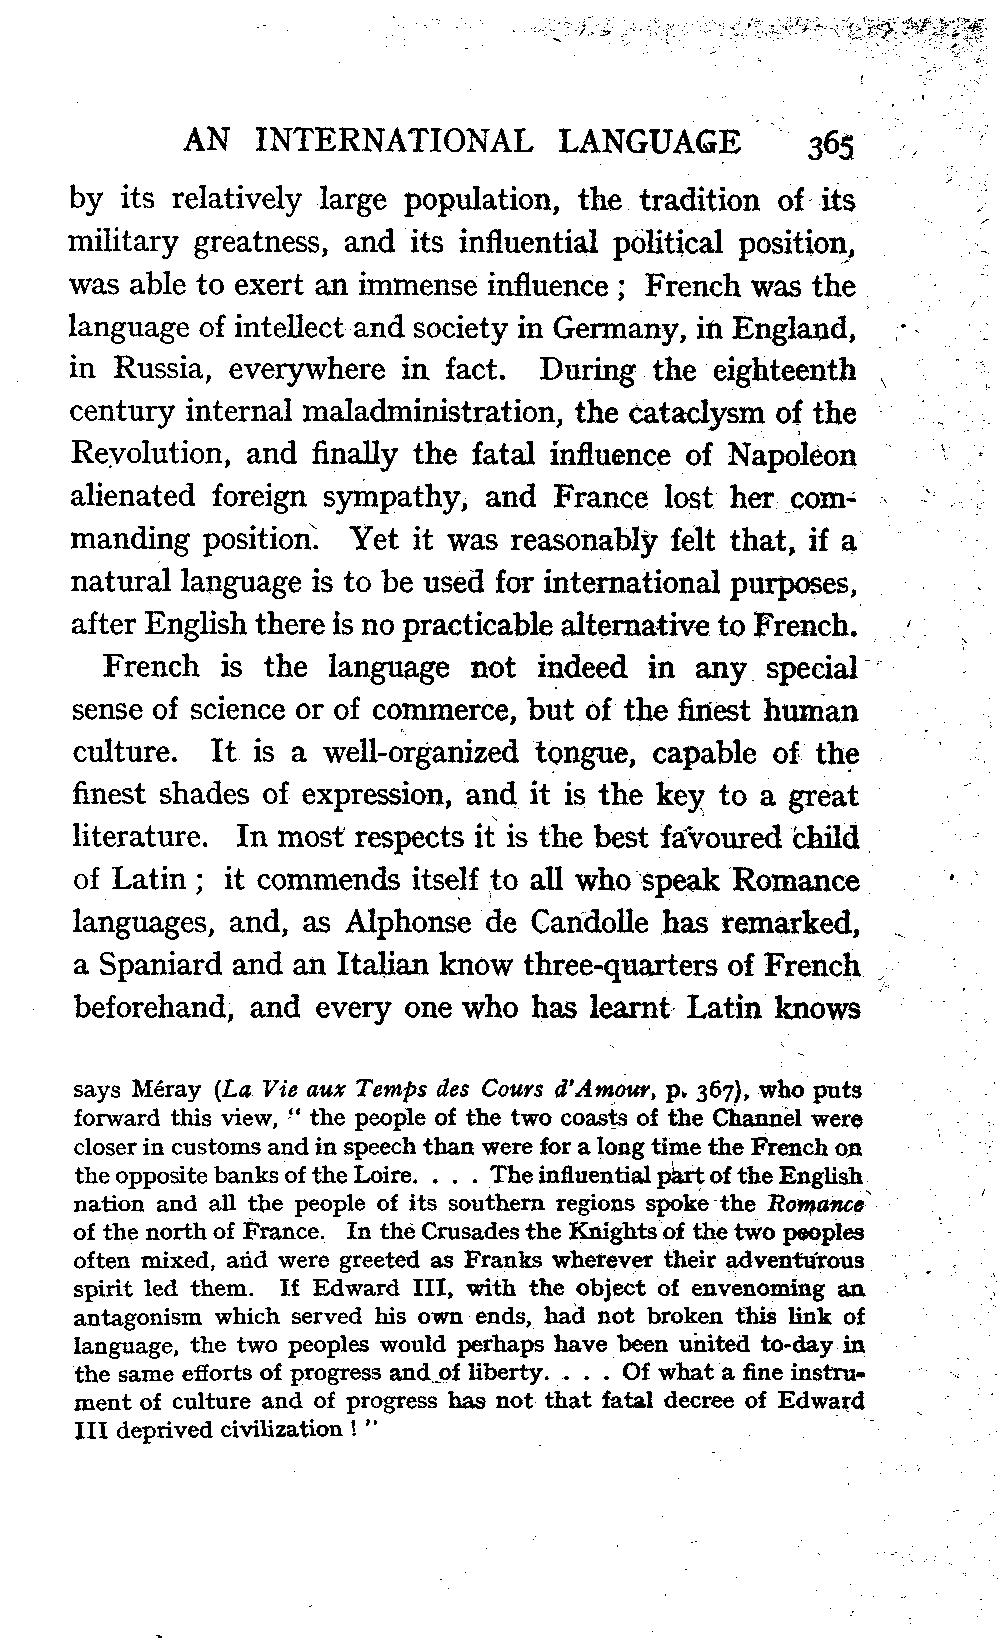 AN INTERNATIONAL LANGUAGE 365
by its relatively large population, the tradition of its
military greatness, and its influential political position,
was able to exert an immense influence ; French was the
language of intellect and society in Germany, in England,
in Russia, everywhere in fact. During the eighteenth
century internal maladministration, the cataclysm of the
Revolution, and finally the fatal influence of Napoleon
alienated foreign sympathy, and France lost her com-
manding position. Yet it was reasonably felt that, if a
natural language is to be used for international purposes,
after English there is no practicable alternative to French.
French is the language not indeed in any special
sense of science or of commerce, but of the finest human
culture. It is a well-organized tongue, capable of the
finest shades of expression, and it is the key to a great
literature. In most respects it is the best favoured child
of Latin ; it commends itself to all who speak Romance
languages, and, as Alphonse de Candolle has remarked,
a Spaniard and an Italian know three-quarters of French
beforehand, and every one who has learnt Latin knows
says Méray (La Vie aux Temps des Cours d'Amour, p. 367), who puts
forward this view, " the people of the two coasts of the Channel were
closer in customs and in speech than were for a long time the French on
the opposite banks of the Loire. . . . The influential part of the English
nation and all the people of its southern regions spoke the Romance
of the north of France. In the Crusades the Knights of the two peoples
often mixed, and were greeted as Franks wherever their adventurous
spirit led them. If Edward III, with the object of envenoming an
antagonism which served his own ends, had not broken this link of
language, the two peoples would perhaps have been united to-day in
the same efforts of progress and of liberty. . . . Of what a fine instru-
ment of culture and of progress has not that fatal decree of Edward
III deprived civilization ! "